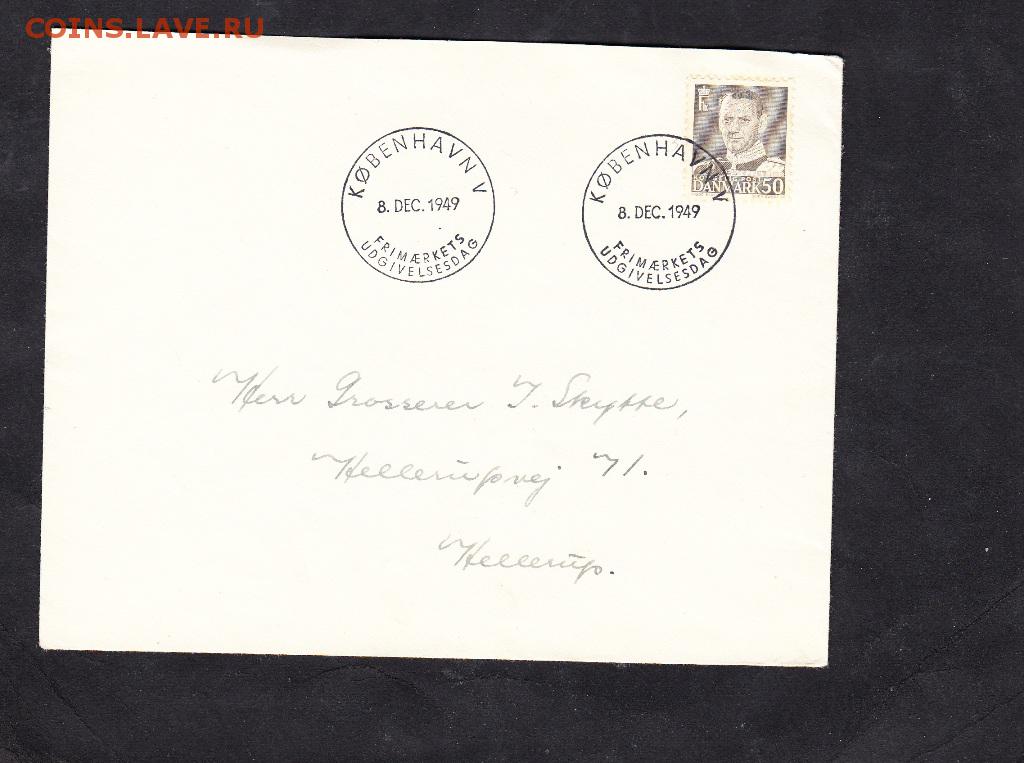 COINS.LAVE.RU
KØBENHAVN V
8. DEC. 1949
FRIMÆRKETS
UDGIVELSESDAG
KØBENHAVN V
8. DEC. 1949
FRIMÆRKETS
UDGIVELSESDAG
DANMARK 50
Herr Grosserer J. Skytte,
Hellerupvej 71.
Hellerup.